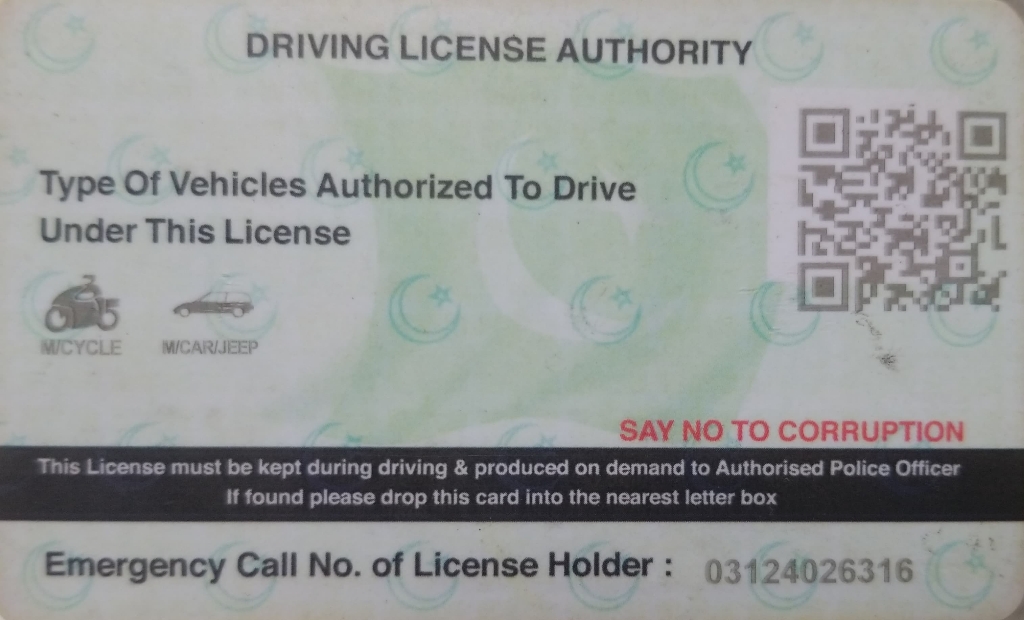 DRIVING LICENSE AUTHORITY
Type Of Vehicles Authorized To Drive
Under This License
M/CYCLE M/CAR/JEEP
SAY NO TO CORRUPTION
This License must be kept during driving & produced on demand to Authorised Police Officer
If found please drop this card into the nearest letter box
Emergency Call No. of License Holder : 03124026316